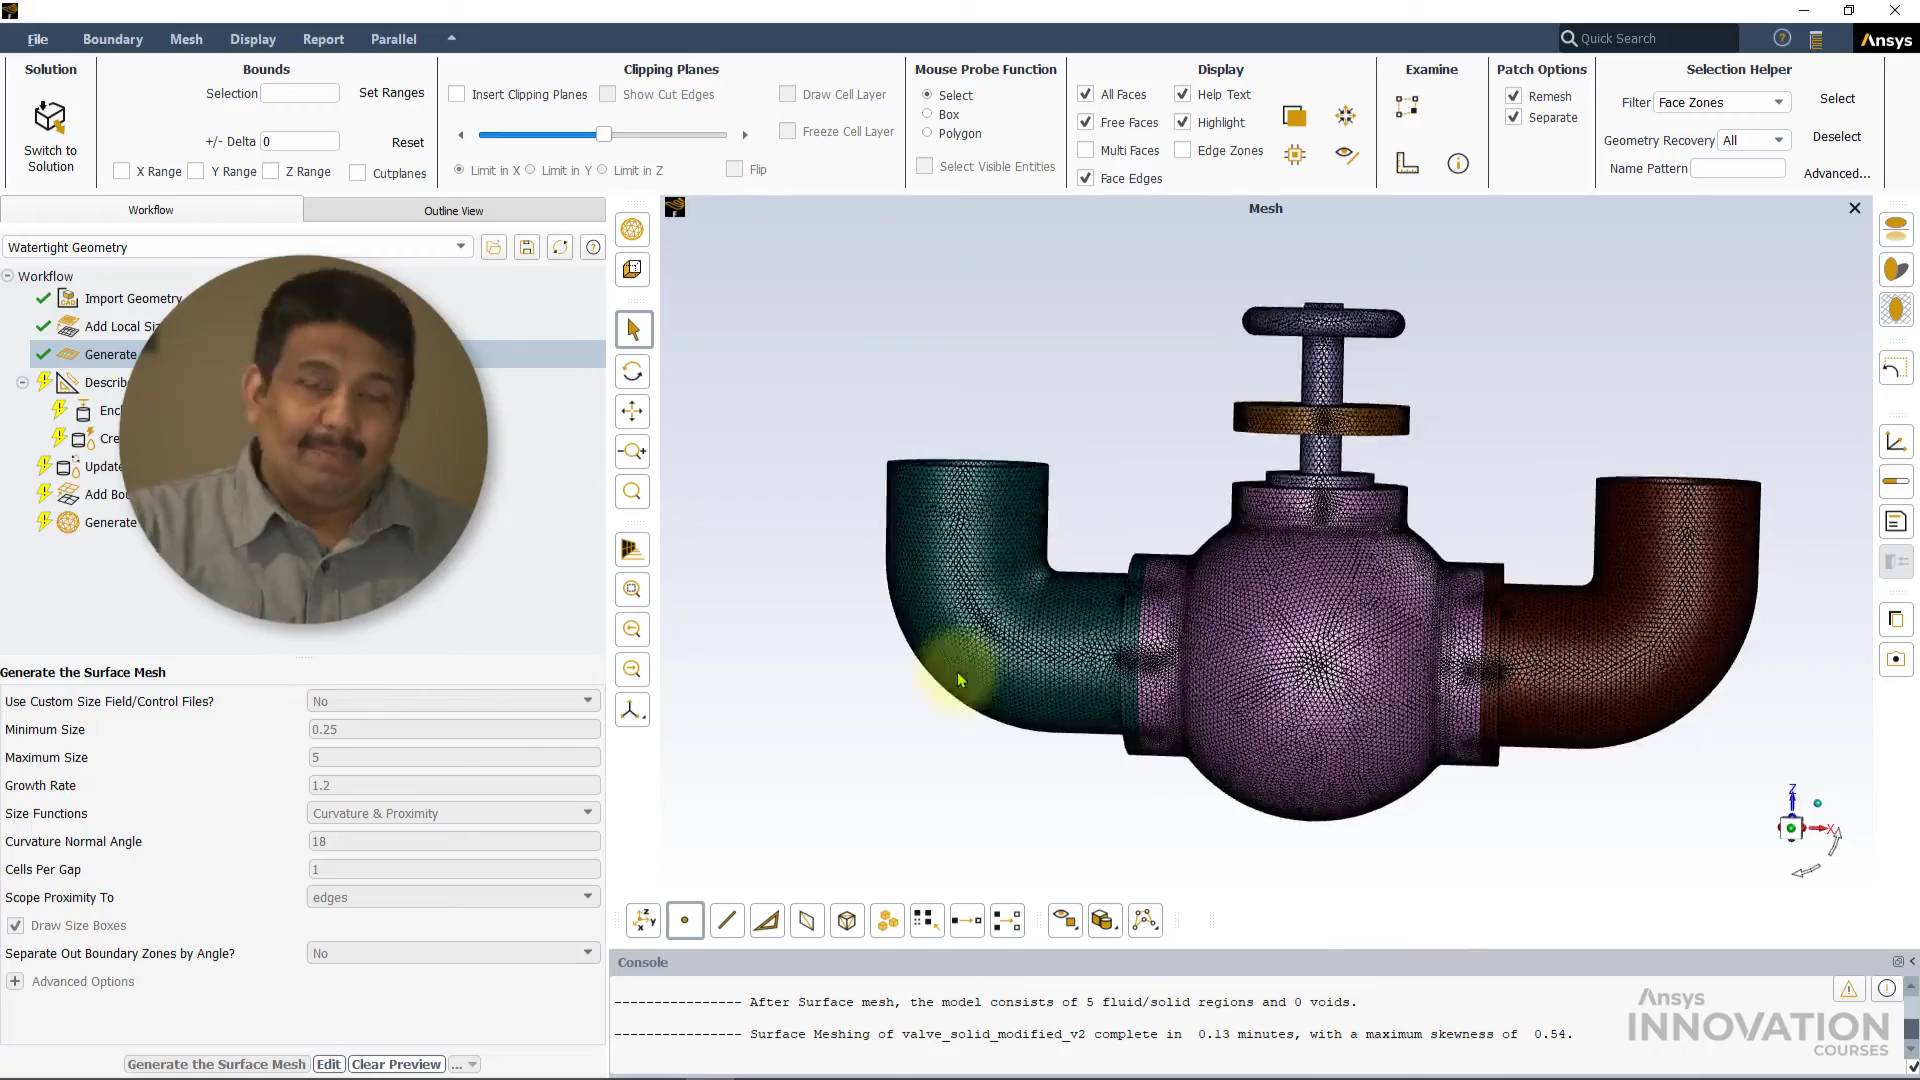 File Boundary Mesh Display Report Parallel Quick Search Ansys
Solution
Switch to
Solution
Bounds
Selection Set Ranges
+/- Delta 0 Reset
X Range Y Range Z Range Cutplanes
Clipping Planes
Insert Clipping Planes Show Cut Edges Draw Cell Layer
Freeze Cell Layer
Limit in X Limit in Y Limit in Z Flip
Mouse Probe Function
Select
Box
Polygon
Select Visible Entities
Display
All Faces Help Text
Free Faces Highlight
Multi Faces Edge Zones
Face Edges
Examine
Patch Options
Remesh
Separate
Selection Helper
Filter Face Zones Select
Geometry Recovery All Deselect
Name Pattern Advanced...
Workflow Outline View
Watertight Geometry
Workflow
Import Geometry
Add Local Si
Generate
Describ
Encl
Cre
Update
Add Bo
Generate
Generate the Surface Mesh
Use Custom Size Field/Control Files? No
Minimum Size 0.25
Maximum Size 5
Growth Rate 1.2
Size Functions Curvature & Proximity
Curvature Normal Angle 18
Cells Per Gap 1
Scope Proximity To edges
Draw Size Boxes
Separate Out Boundary Zones by Angle? No
Advanced Options
Generate the Surface Mesh Edit Clear Preview ...
Mesh
Z
X
Console
---------------- After Surface mesh, the model consists of 5 fluid/solid regions and 0 voids.
---------------- Surface Meshing of valve_solid_modified_v2 complete in 0.13 minutes, with a maximum skewness of 0.54.
Ansys
INNOVATION
COURSES